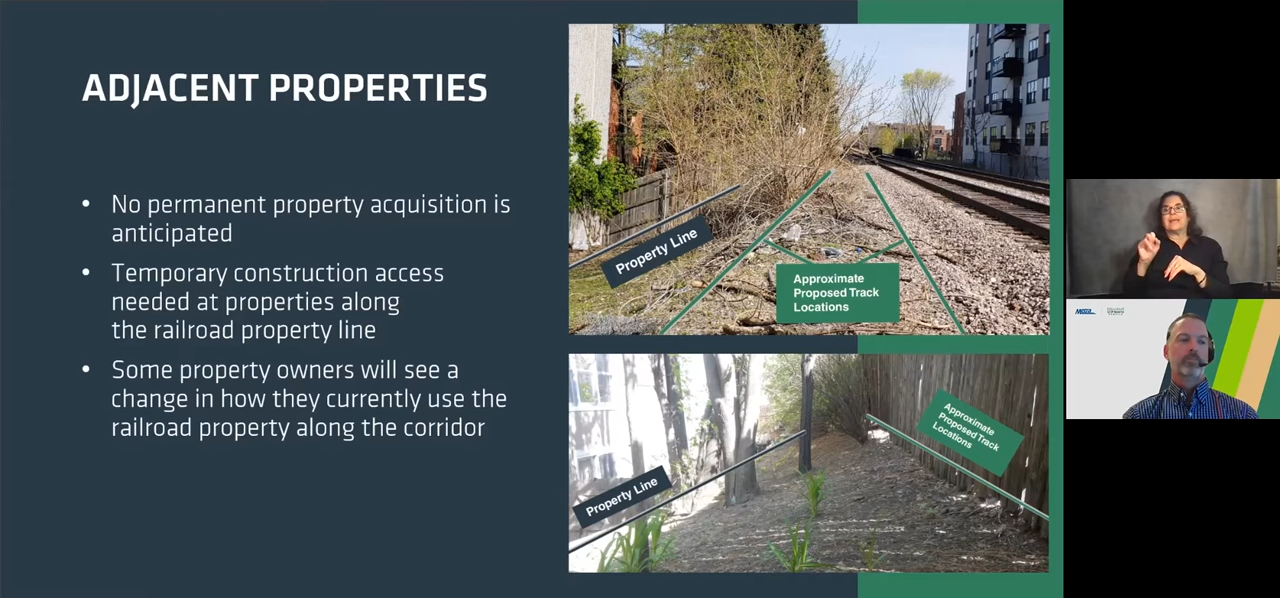 ADJACENT PROPERTIES
• No permanent property acquisition is
anticipated
• Temporary construction access
needed at properties along
the railroad property line
• Some property owners will see a
change in how they currently use the
railroad property along the corridor
Property Line
Approximate
Proposed Track
Locations
Property Line
Approximate
Proposed Track
Locations
Metra